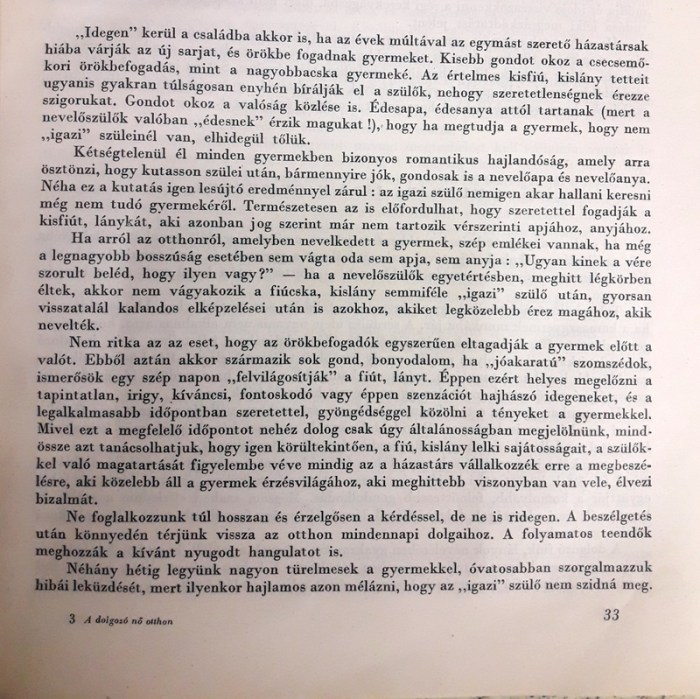 „Idegen” kerül a családba akkor is, ha az évek múltával az egymást szerető házastársak
hiába várják az új sarjat, és örökbe fogadnak gyermeket. Kisebb gondot okoz a csecsemő-
kori örökbefogadás, mint a nagyobbacska gyermeké. Az értelmes kisfiú, kislány tetteit
ugyanis gyakran túlságosan enyhén bírálják el a szülők, nehogy szeretetlenségnek érezze
szigorukat. Gondot okoz a valóság közlése is. Édesapa, édesanya attól tartanak (mert a
nevelőszülők valóban „édesnek” érzik magukat!), hogy ha megtudja a gyermek, hogy nem
„igazi” szüleinél van, elhidegül tőlük.
Kétségtelenül él minden gyermekben bizonyos romantikus hajlandóság, amely arra
ösztönzi, hogy kutasson szülei után, bármennyire jók, gondosak is a nevelőapa és nevelőanya.
Néha ez a kutatás igen lesújtó eredménnyel zárul : az igazi szülő nemigen akar hallani keresni
még nem tudó gyermekéről. Természetesen az is előfordulhat, hogy szeretettel fogadják a
kisfiút, lánykát, aki azonban jog szerint már nem tartozik vérszerinti apjához, anyjához.
Ha arról az otthonról, amelyben nevelkedett a gyermek, szép emlékei vannak, ha még
a legnagyobb bosszúság esetében sem vágta oda sem apja, sem anyja : „Ugyan kinek a vére
szorult beléd, hogy ilyen vagy?” — ha a nevelőszülők egyetértésben, meghitt légkörben
éltek, akkor nem vágyakozik a fiúcska, kislány semmiféle „igazi” szülő után, gyorsan
visszatalál kalandos elképzelései után is azokhoz, akiket legközelebb érez magához, akik
nevelték.
Nem ritka az az eset, hogy az örökbefogadók egyszerűen eltagadják a gyermek előtt a
valót. Ebből aztán akkor származik sok gond, bonyodalom, ha „jóakaratú” szomszédok,
ismerősök egy szép napon „felvilágosítják” a fiút, lányt. Éppen ezért helyes megelőzni a
tapintatlan, irigy, kíváncsi, fontoskodó vagy éppen szenzációt hajhászó idegeneket, és a
legalkalmasabb időpontban szeretettel, gyöngédséggel közölni a tényeket a gyermekkel.
Mivel ezt a megfelelő időpontot nehéz dolog csak úgy általánosságban megjelölnünk, mind-
össze azt tanácsolhatjuk, hogy igen körültekintően, a fiú, kislány lelki sajátosságait, a szülők-
kel való magatartását figyelembe véve mindig az a házastárs vállalkozzék erre a megbeszé-
lésre, aki közelebb áll a gyermek érzésvilágához, aki meghittebb viszonyban van vele, élvezi
bizalmát.
Ne foglalkozzunk túl hosszan és érzelgősen a kérdéssel, de ne is ridegen. A beszélgetés
után könnyedén térjünk vissza az otthon mindennapi dolgaihoz. A folyamatos teendők
meghozzák a kívánt nyugodt hangulatot is.
Néhány hétig legyünk nagyon türelmesek a gyermekkel, óvatosabban szorgalmazzuk
hibái leküzdését, mert ilyenkor hajlamos azon mélázni, hogy az „igazi” szülő nem szidná meg.
3 A dolgozó nő otthon
33